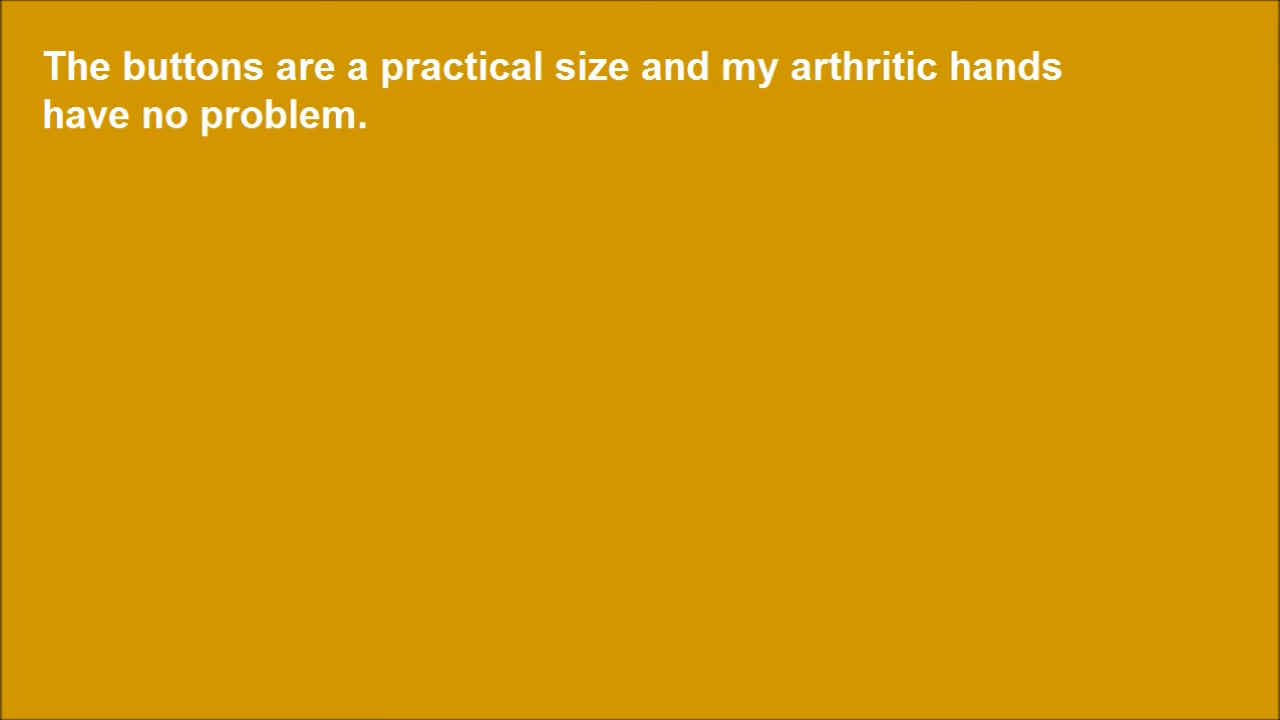 The buttons are a practical size and my arthritic hands
have no problem.